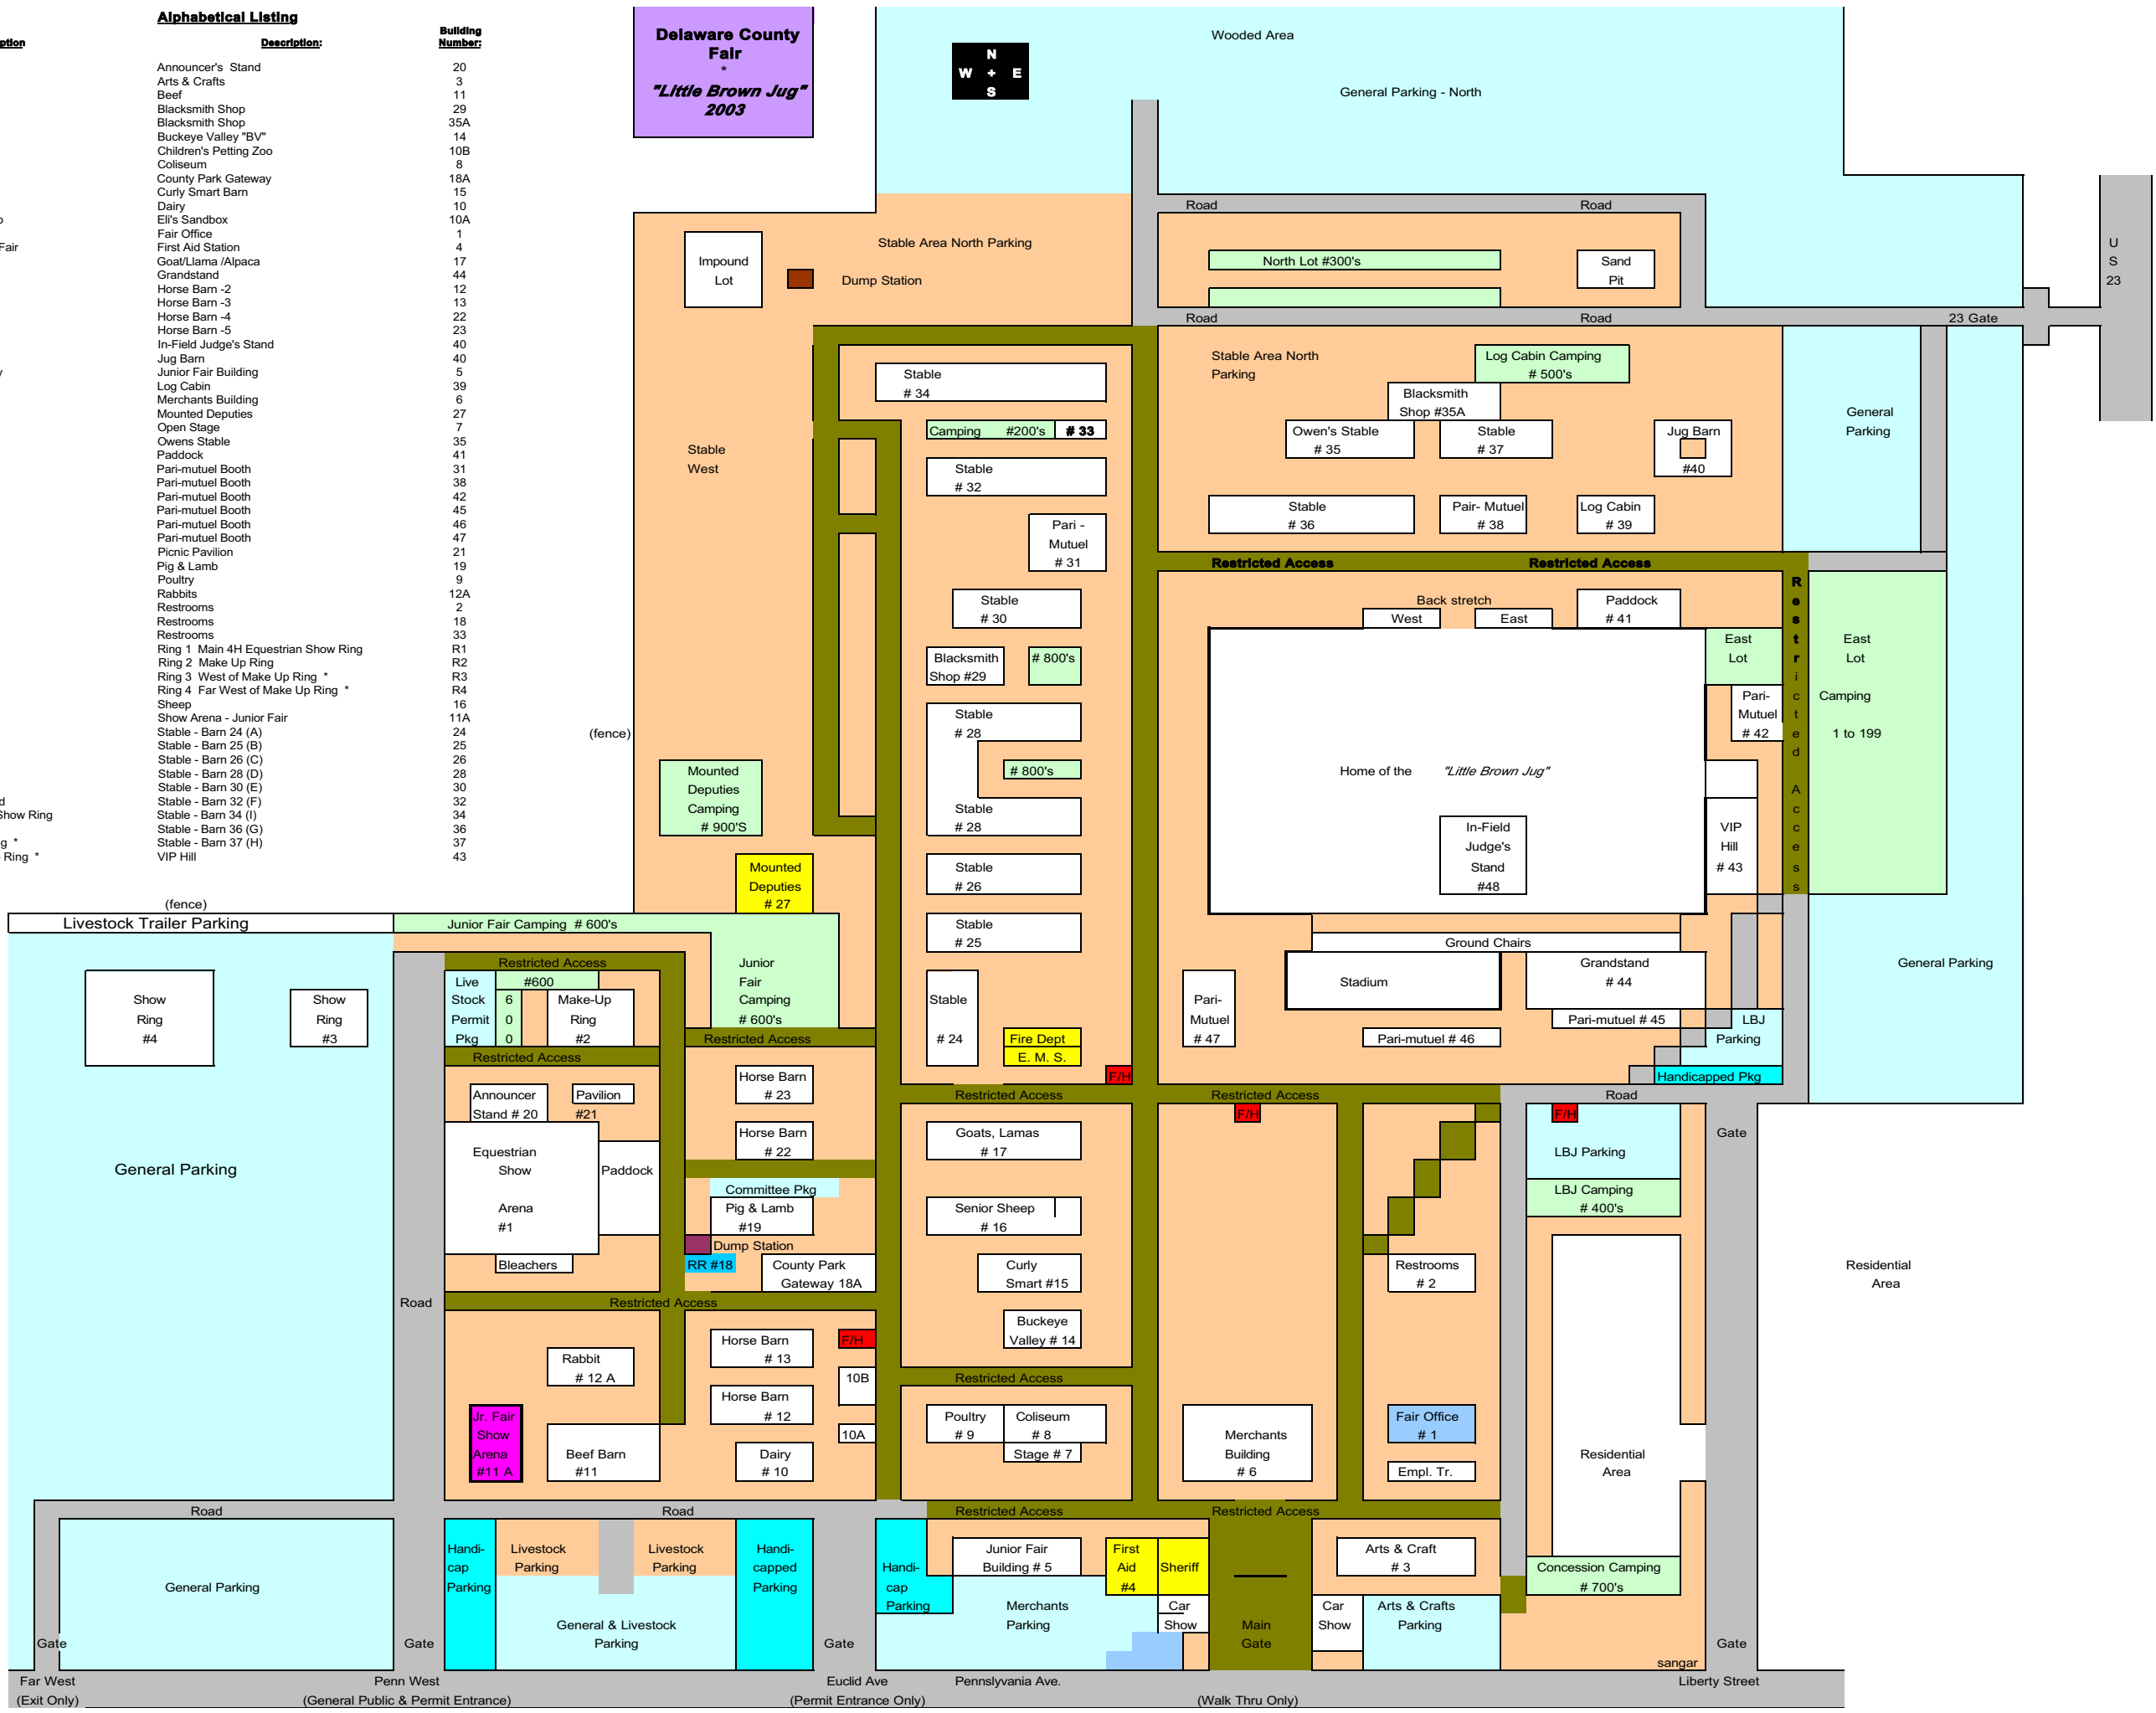 Alphabetical Listing
ption
Description:
Building
Number:
Announcer's Stand 20
Arts & Crafts 3
Beef 11
Blacksmith Shop 29
Blacksmith Shop 35A
Buckeye Valley "BV" 14
Children's Petting Zoo 10B
Coliseum 8
County Park Gateway 18A
Curly Smart Barn 15
Dairy 10
o
Eli's Sandbox 10A
Fair Office 1
Fair
First Aid Station 4
Goat/Llama /Alpaca 17
Grandstand 44
Horse Barn -2 12
Horse Barn -3 13
Horse Barn -4 22
Horse Barn -5 23
In-Field Judge's Stand 40
Jug Barn 40
y
Junior Fair Building 5
Log Cabin 39
Merchants Building 6
Mounted Deputies 27
Open Stage 7
Owens Stable 35
Paddock 41
Pari-mutuel Booth 31
Pari-mutuel Booth 38
Pari-mutuel Booth 42
Pari-mutuel Booth 45
Pari-mutuel Booth 46
Pari-mutuel Booth 47
Picnic Pavilion 21
Pig & Lamb 19
Poultry 9
Rabbits 12A
Restrooms 2
Restrooms 18
Restrooms 33
Ring 1 Main 4H Equestrian Show Ring R1
Ring 2 Make Up Ring R2
Ring 3 West of Make Up Ring * R3
Ring 4 Far West of Make Up Ring * R4
Sheep 16
Show Arena - Junior Fair 11A
Stable - Barn 24 (A) 24
Stable - Barn 25 (B) 25
Stable - Barn 26 (C) 26
Stable - Barn 28 (D) 28
Stable - Barn 30 (E) 30
d
Stable - Barn 32 (F) 32
Show Ring
Stable - Barn 34 (I) 34
Stable - Barn 36 (G) 36
g *
Stable - Barn 37 (H) 37
Ring *
VIP Hill 43
Delaware County
Fair
*
"Little Brown Jug"
2003
N
W + E
S
Wooded Area
General Parking - North
Road
Road
Stable Area North Parking
Impound
Lot
Dump Station
North Lot #300's
Sand
Pit
U
S
23
Road
Road
23 Gate
Stable Area North
Parking
Log Cabin Camping
# 500's
Stable
# 34
Blacksmith
Shop #35A
General
Parking
Camping #200's
# 33
Owen's Stable
# 35
Stable
# 37
Jug Barn
#40
Stable
West
Stable
# 32
Stable
# 36
Pair- Mutuel
# 38
Log Cabin
# 39
Pari -
Mutuel
# 31
Restricted Access
Restricted Access
Restricted Access
Stable
# 30
Back stretch
West
East
Paddock
# 41
Blacksmith
Shop #29
# 800's
East
Lot
East
Lot
Camping
1 to 199
Pari-
Mutuel
# 42
Stable
# 28
(fence)
Mounted
Deputies
Camping
# 900'S
# 800's
Stable
# 28
Home of the "Little Brown Jug"
In-Field
Judge's
Stand
#48
VIP
Hill
# 43
Mounted
Deputies
# 27
Stable
# 26
(fence)
Livestock Trailer Parking
Junior Fair Camping # 600's
Stable
# 25
Ground Chairs
Restricted Access
Junior
Fair
Camping
# 600's
Stadium
Grandstand
# 44
General Parking
Show
Ring
#4
Show
Ring
#3
Live
Stock
Permit
Pkg
#600
6
0
0
Make-Up
Ring
#2
Stable
# 24
Fire Dept
E. M. S.
Pari-
Mutuel
# 47
Pari-mutuel # 45
Pari-mutuel # 46
LBJ
Parking
Restricted Access
Restricted Access
Handicapped Pkg
F/H
Horse Barn
# 23
Announcer
Stand # 20
Pavilion
#21
Restricted Access
Restricted Access
Road
F/H
F/H
Gate
Horse Barn
# 22
Goats, Lamas
# 17
LBJ Parking
General Parking
Equestrian
Show
Arena
#1
Paddock
Committee Pkg
Pig & Lamb
#19
Senior Sheep
# 16
LBJ Camping
# 400's
Dump Station
Bleachers
RR #18
County Park
Gateway 18A
Curly
Smart #15
Restrooms
# 2
Residential
Area
Road
Restricted Access
Buckeye
Valley # 14
Horse Barn
# 13
F/H
Rabbit
# 12 A
10B
Restricted Access
Horse Barn
# 12
Jr. Fair
Show
Arena
#11 A
Poultry
# 9
Coliseum
# 8
Stage # 7
Fair Office
# 1
10A
Beef Barn
#11
Dairy
# 10
Merchants
Building
# 6
Empl. Tr.
Residential
Area
Road
Road
Restricted Access
Restricted Access
Handi-
cap
Parking
Livestock
Parking
Livestock
Parking
Handi-
capped
Parking
Handi-
cap
Parking
Junior Fair
Building # 5
First
Aid
#4
Sheriff
Arts & Craft
# 3
Concession Camping
# 700's
General Parking
Merchants
Parking
Car
Show
Car
Show
Arts & Crafts
Parking
General & Livestock
Parking
Main
Gate
Gate
Gate
Gate
Gate
sangar
Far West
(Exit Only)
Penn West
(General Public & Permit Entrance)
Euclid Ave
(Permit Entrance Only)
Pennslyvania Ave.
(Walk Thru Only)
Liberty Street